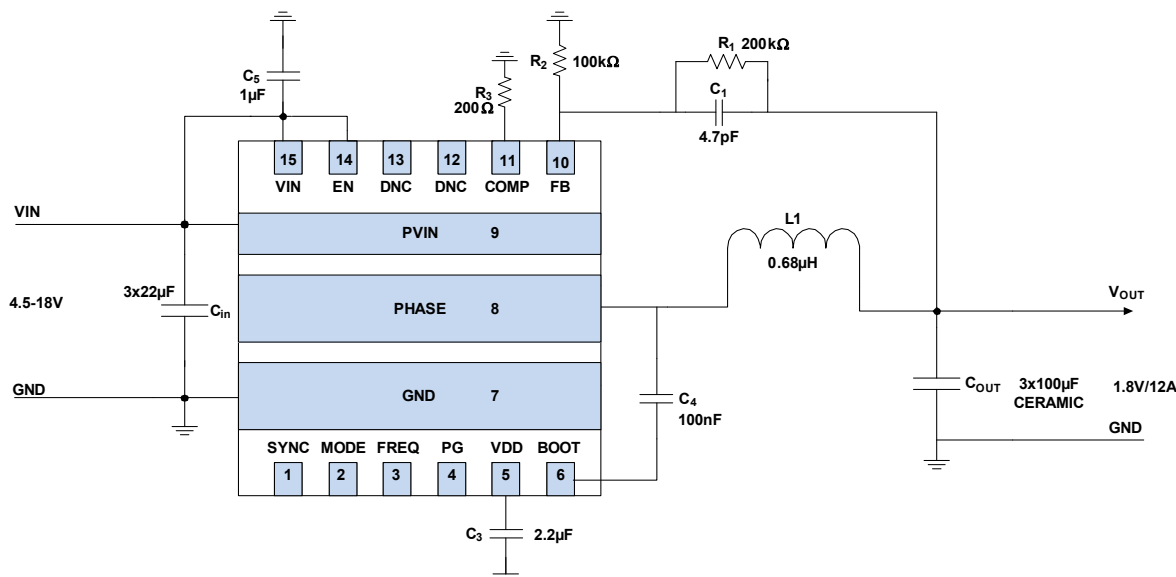 C5
1µF
R2
100kΩ
R3
200Ω
R1 200kΩ
C1
4.7pF
15
14
13
12
11
10
VIN
EN
DNC
DNC
COMP
FB
VIN
PVIN 9
L1
0.68µH
4.5-18V
3x22µF
Cin
PHASE 8
VOUT
GND
GND 7
C4
100nF
COUT
3x100µF
CERAMIC
1.8V/12A
GND
SYNC
MODE
FREQ
PG
VDD
BOOT
1
2
3
4
5
6
C3
2.2µF